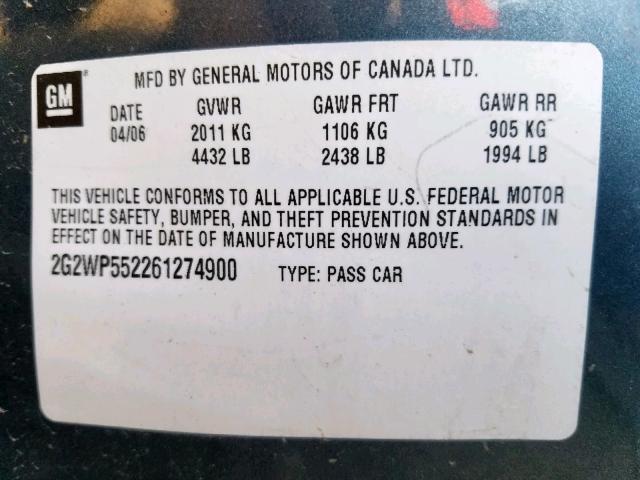 GM
MFD BY GENERAL MOTORS OF CANADA LTD.
DATE GVWR GAWR FRT GAWR RR
04/06 2011 KG 1106 KG 905 KG
4432 LB 2438 LB 1994 LB
THIS VEHICLE CONFORMS TO ALL APPLICABLE U.S. FEDERAL MOTOR
VEHICLE SAFETY, BUMPER, AND THEFT PREVENTION STANDARDS IN
EFFECT ON THE DATE OF MANUFACTURE SHOWN ABOVE.
2G2WP552261274900 TYPE: PASS CAR